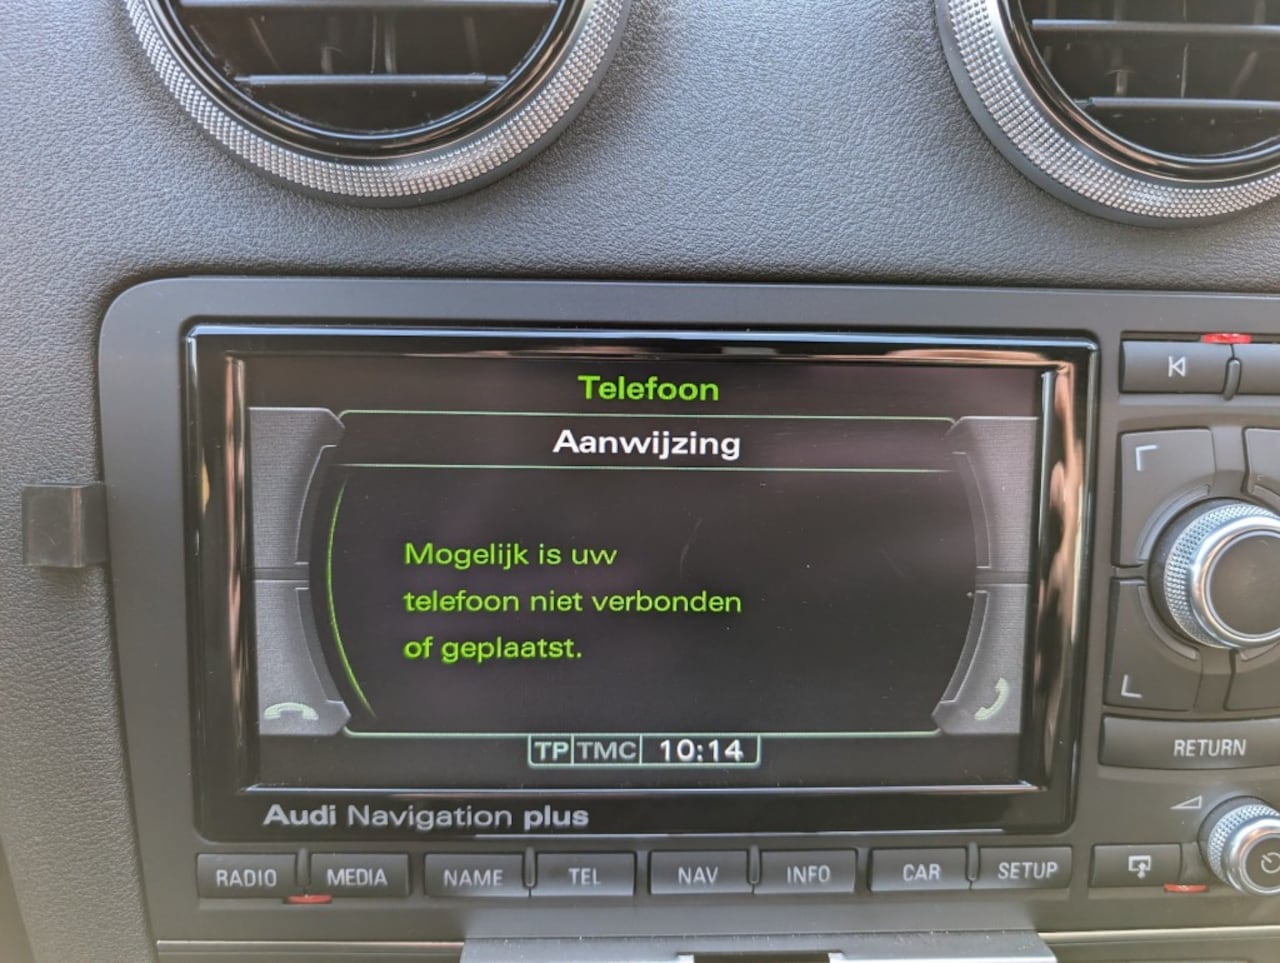 Telefoon
Aanwijzing
Mogelijk is uw
telefoon niet verbonden
of geplaatst.
TP TMC 10:14
Audi Navigation plus
RETURN
RADIO MEDIA NAME TEL NAV INFO CAR SETUP